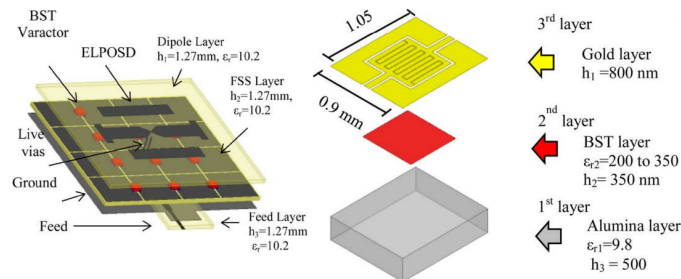 BST
Varactor
ELPOSD
Dipole Layer
h₁=1.27mm,
εᵣ=10.2
FSS Layer
h₂=1.27mm,
εᵣ=10.2
Live
vias
Ground
Feed
Feed Layer
h₃=1.27mm
εᵣ=10.2
1.05
0.9 mm
3ʳᵈ layer
Gold layer
h₁ =800 nm
2ⁿᵈ layer
BST layer
εᵣ₂=200 to 350
h₂= 350 nm
1ˢᵗ layer
Alumina layer
εᵣ₁=9.8
h₃ = 500